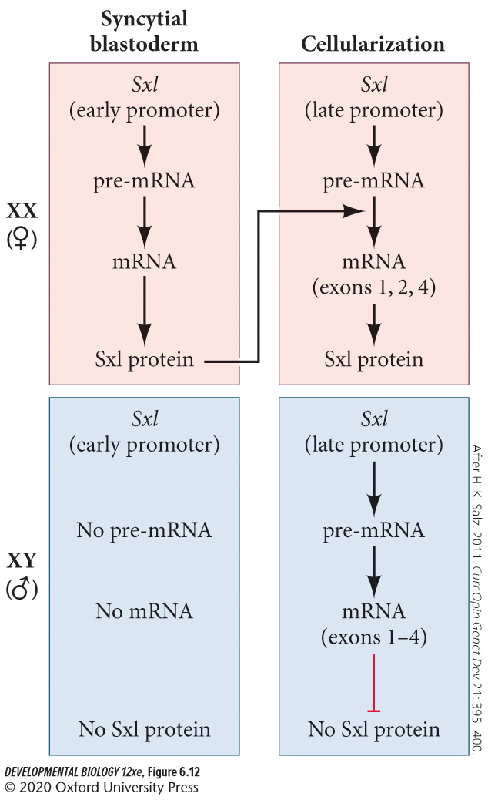 Syncytial
blastoderm
Cellularization
XX
(♀)
Sxl
(early promoter)
pre-mRNA
mRNA
Sxl protein
Sxl
(late promoter)
pre-mRNA
mRNA
(exons 1, 2, 4)
Sxl protein
XY
(♂)
Sxl
(early promoter)
No pre-mRNA
No mRNA
No Sxl protein
Sxl
(late promoter)
pre-mRNA
mRNA
(exons 1–4)
No Sxl protein
After H. K. Salz. 2011. Curr Opin Genet Dev 21: 395–400.
DEVELOPMENTAL BIOLOGY 12xe, Figure 6.12
© 2020 Oxford University Press